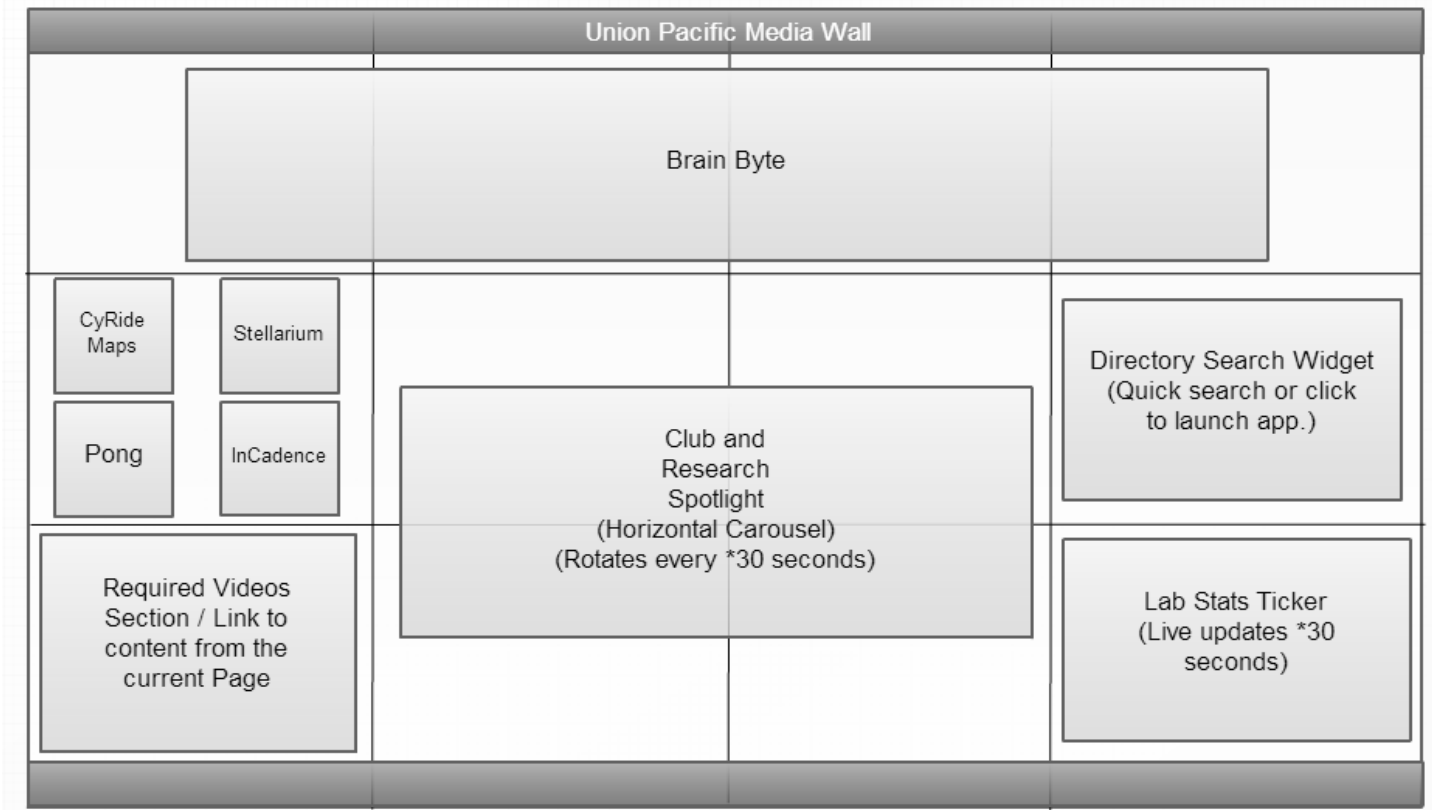 Union Pacific Media Wall
Brain Byte
CyRide
Maps
Stellarium
Pong
InCadence
Club and
Research
Spotlight
(Horizontal Carousel)
(Rotates every *30 seconds)
Directory Search Widget
(Quick search or click
to launch app.)
Required Videos
Section / Link to
content from the
current Page
Lab Stats Ticker
(Live updates *30
seconds)